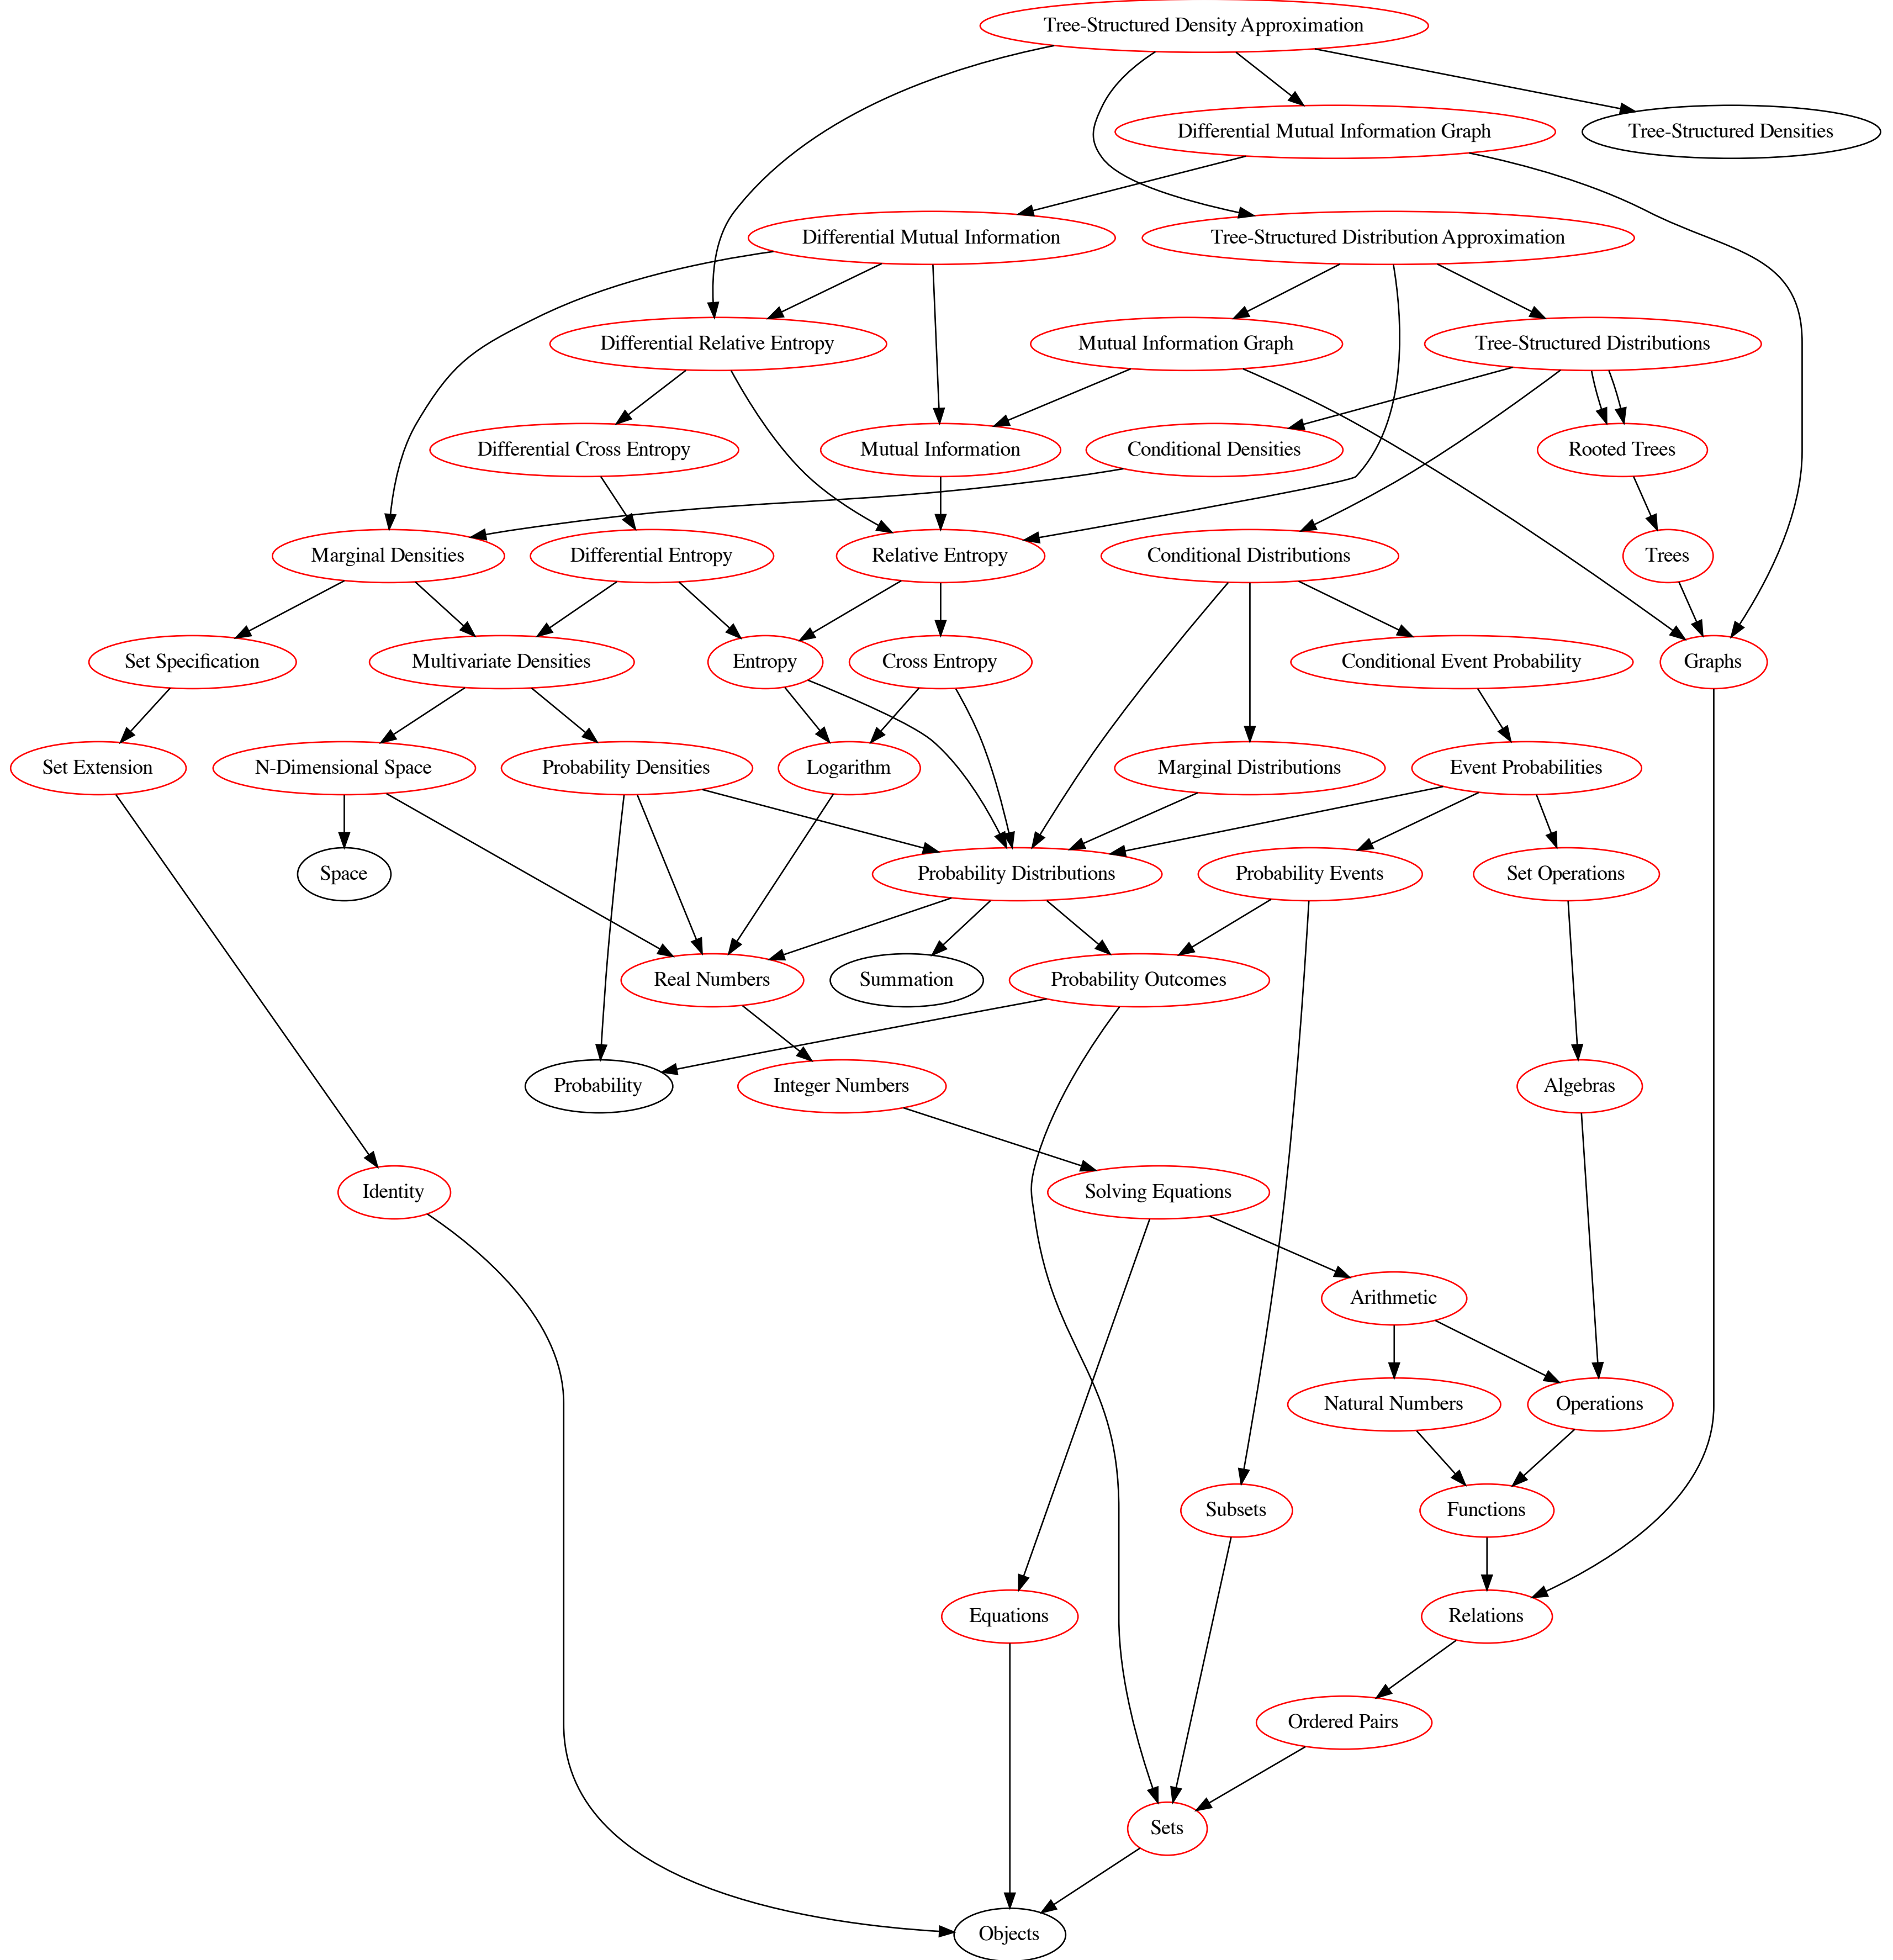 Tree-Structured Density Approximation
Differential Mutual Information Graph
Tree-Structured Densities
Differential Mutual Information
Tree-Structured Distribution Approximation
Differential Relative Entropy
Mutual Information Graph
Tree-Structured Distributions
Differential Cross Entropy
Mutual Information
Conditional Densities
Rooted Trees
Marginal Densities
Differential Entropy
Relative Entropy
Conditional Distributions
Trees
Set Specification
Multivariate Densities
Entropy
Cross Entropy
Conditional Event Probability
Graphs
Set Extension
N-Dimensional Space
Probability Densities
Logarithm
Marginal Distributions
Event Probabilities
Space
Probability Distributions
Probability Events
Set Operations
Real Numbers
Summation
Probability Outcomes
Probability
Integer Numbers
Algebras
Identity
Solving Equations
Arithmetic
Natural Numbers
Operations
Subsets
Functions
Equations
Relations
Ordered Pairs
Sets
Objects